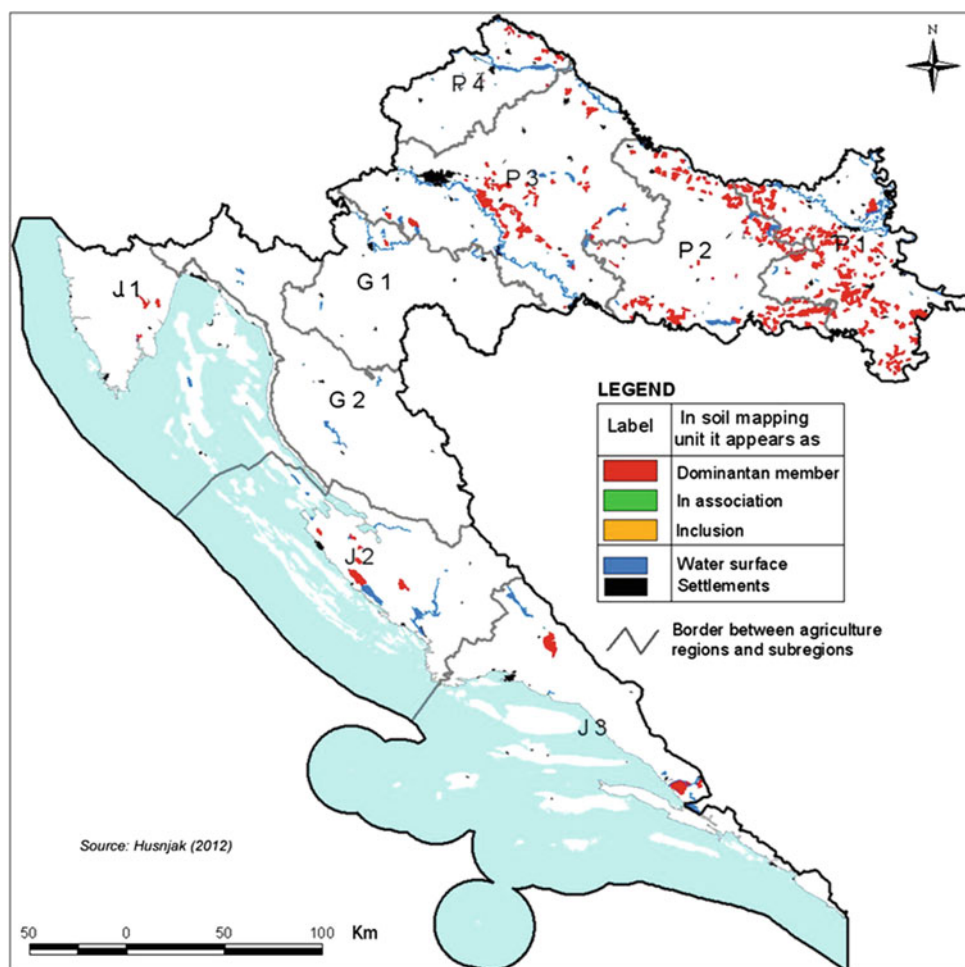 N
P 4
P 3
P 2
P 1
G 1
J 1
G 2
J 2
J 3
LEGEND
Label
In soil mapping
unit it appears as
Dominantan member
In association
Inclusion
Water surface
Settlements
Border between agriculture
regions and subregions
Source: Husnjak (2012)
50 0 50 100 Km